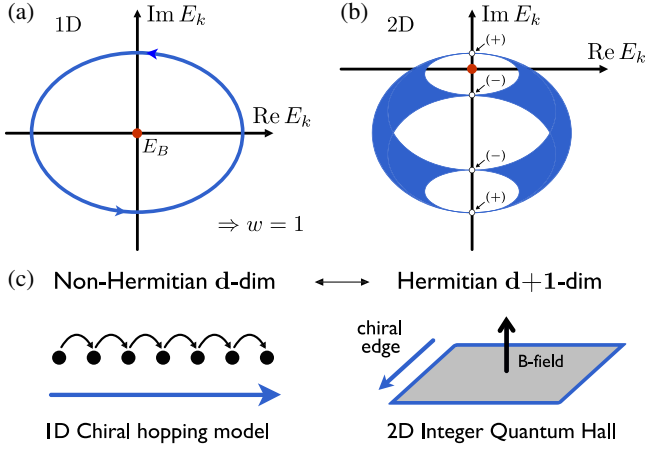 (a) 1D Im E_k
Re E_k
E_B
⇒ w = 1
(b) 2D Im E_k
(+)
Re E_k
(-)
(-)
(+)
(c) Non-Hermitian d-dim ⟷ Hermitian d+1-dim
chiral
edge
B-field
1D Chiral hopping model
2D Integer Quantum Hall